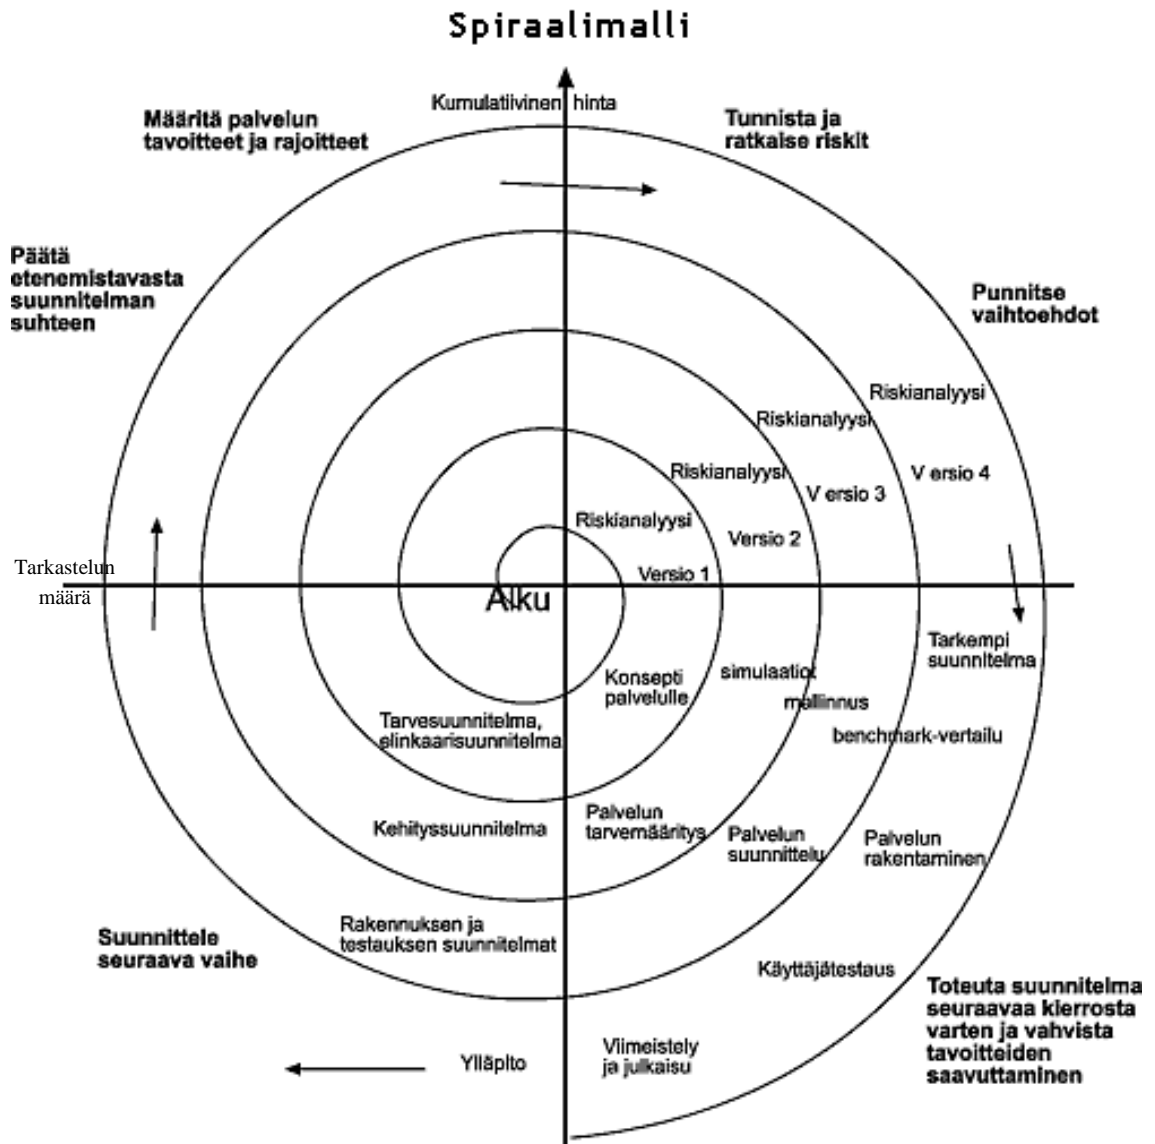 Spiraalimalli
Kumulatiivinen hinta
Määritä palvelun
tavoitteet ja rajoitteet
Tunnista ja
ratkaise riskit
Päätä
etenemistavasta
suunnitelman
suhteen
Punnitse
vaihtoehdot
Riskianalyysi
Riskianalyysi
Riskianalyysi
Riskianalyysi
V ersio 4
V ersio 3
Versio 2
Versio 1
Tarkastelun
määrä
Alku
Tarkempi
suunnitelma
simulaatiot
mallinnus
benchmark-vertailu
Konsepti
palvelulle
Tarvesuunnitelma,
elinkaarisuunnitelma
Kehityssuunnitelma
Palvelun
tarvemääritys
Palvelun
suunnittelu
Palvelun
rakentaminen
Rakennuksen ja
testauksen suunnitelmat
Käyttäjätestaus
Suunnittele
seuraava vaihe
Toteuta suunnitelma
seuraavaa kierrosta
varten ja vahvista
tavoitteiden
saavuttaminen
Ylläpito
Viimeistely
ja julkaisu